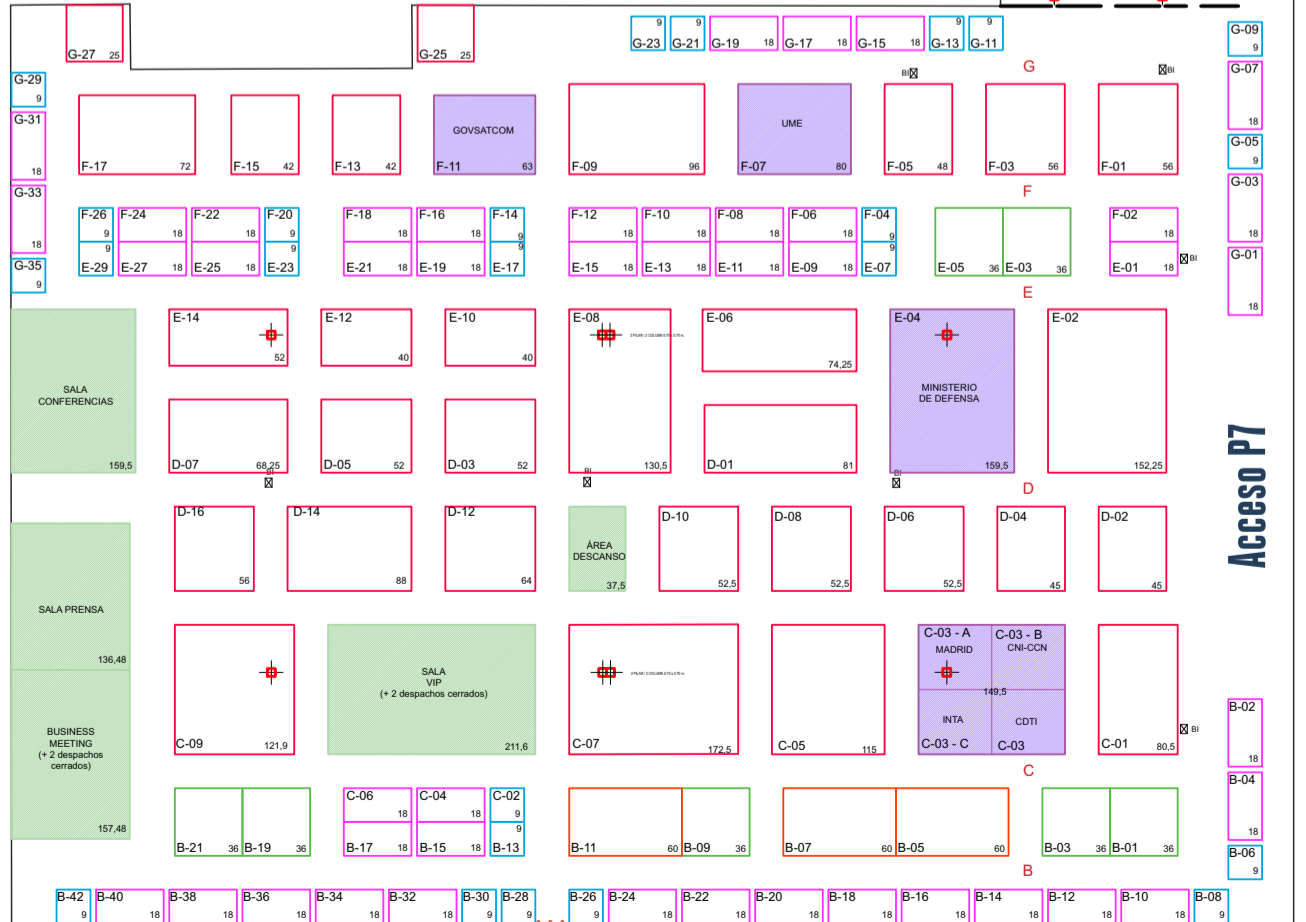 G-27 25
G-25 25
9 G-23
9 G-21
G-19 18
G-17 18
G-15 18
9 G-13
9 G-11
G-09 9
G
BI
BI
G-29 9
G-07 18
G-31 18
F-17 72
F-15 42
F-13 42
GOVSATCOM
F-11 63
F-09 96
UME
F-07 80
F-05 48
F-03 56
F-01 56
G-05 9
G-03 18
F
G-33 18
F-26 9
F-24 18
F-22 18
F-20 9
F-18 18
F-16 18
F-14 9
F-12 18
F-10 18
F-08 18
F-06 18
F-04 9
F-02 18
9 E-29
E-27 18
E-25 18
9 E-23
E-21 18
E-19 18
9 E-17
E-15 18
E-13 18
E-11 18
E-09 18
9 E-07
E-05 36
E-03 36
E-01 18
BI
G-01 18
G-35 9
E
SALA
CONFERENCIAS
159,5
E-14 52
E-12 40
E-10 40
E-08 130,5
E-06 74,25
E-04
MINISTERIO
DE DEFENSA
159,5
E-02 152,25
D-07 68,25
D-05 52
D-03 52
D-01 81
BI
BI
BI
D
Acceso P7
D-16 56
D-14 88
D-12 64
ÁREA
DESCANSO
37,5
D-10 52,5
D-08 52,5
D-06 52,5
D-04 45
D-02 45
SALA PRENSA
136,48
C-09 121,9
SALA
VIP
(+ 2 despachos cerrados)
211,6
C-07 172,5
C-05 115
C-03 - A
MADRID
C-03 - B
CNI-CCN
149,5
INTA
C-03 - C
CDTI
C-03
C-01 80,5
BI
B-02 18
BUSINESS
MEETING
(+ 2 despachos
cerrados)
157,48
C
B-04 18
B-21 36
B-19 36
C-06 18
C-04 18
C-02 9
B-17 18
B-15 18
9 B-13
B-11 60
B-09 36
B-07 60
B-05 60
B-03 36
B-01 36
B-06 9
B
B-42 9
B-40 18
B-38 18
B-36 18
B-34 18
B-32 18
B-30 9
B-28 9
B-26 9
B-24 18
B-22 18
B-20 18
B-18 18
B-16 18
B-14 18
B-12 18
B-10 18
B-08 9